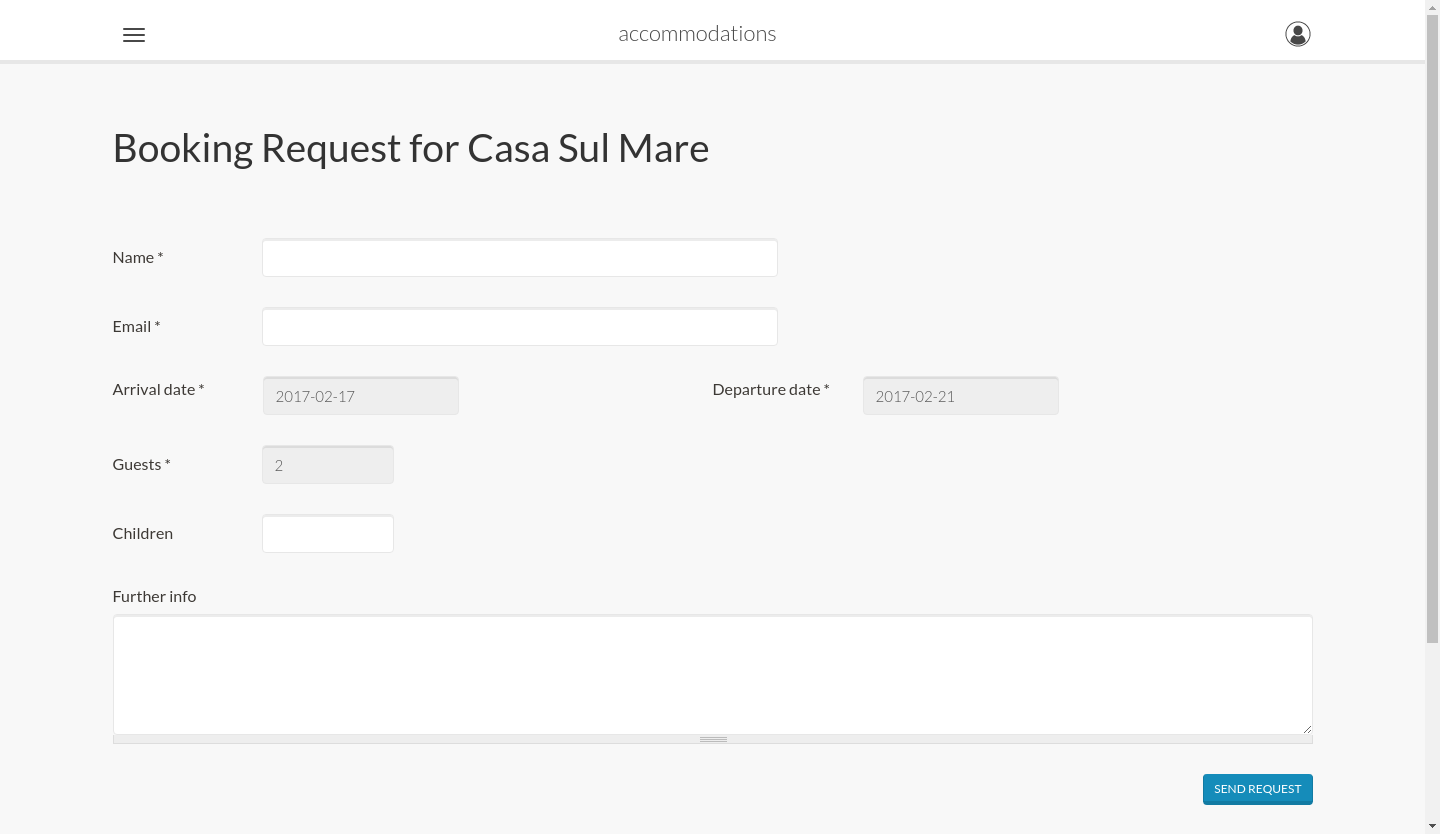 accommodations
Booking Request for Casa Sul Mare
Name *
Email *
Arrival date * 2017-02-17 Departure date * 2017-02-21
Guests * 2
Children
Further info
SEND REQUEST